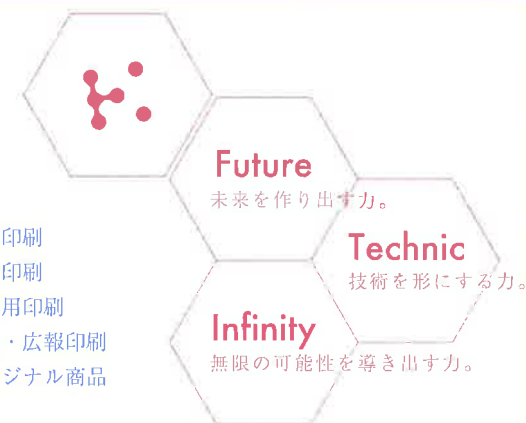 Future
未来を作り出す力。
Technic
技術を形にする力。
Infinity
無限の可能性を導き出す力。
印刷
印刷
用印刷
・広報印刷
ジナル商品